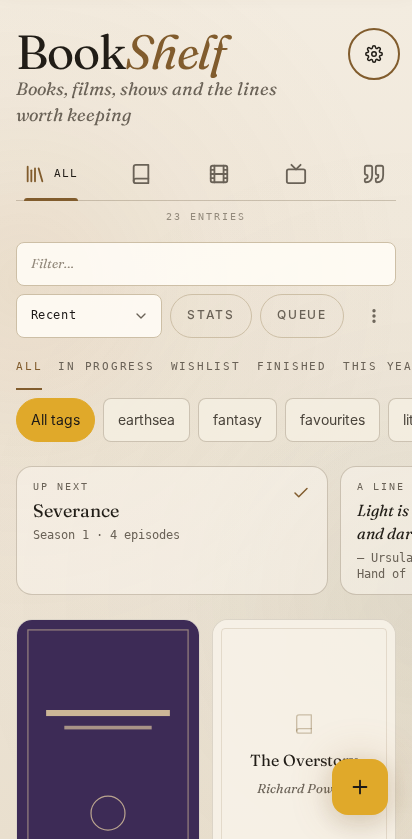 BookShelf
Books, films, shows and the lines
worth keeping
ALL
23 ENTRIES
Filter...
Recent
STATS
QUEUE
ALL IN PROGRESS WISHLIST FINISHED THIS YEA
All tags earthsea fantasy favourites lit
UP NEXT
Severance
Season 1 · 4 episodes
A LINE
Light is
and dar
— Ursula
Hand of
The Overstory
Richard Pow